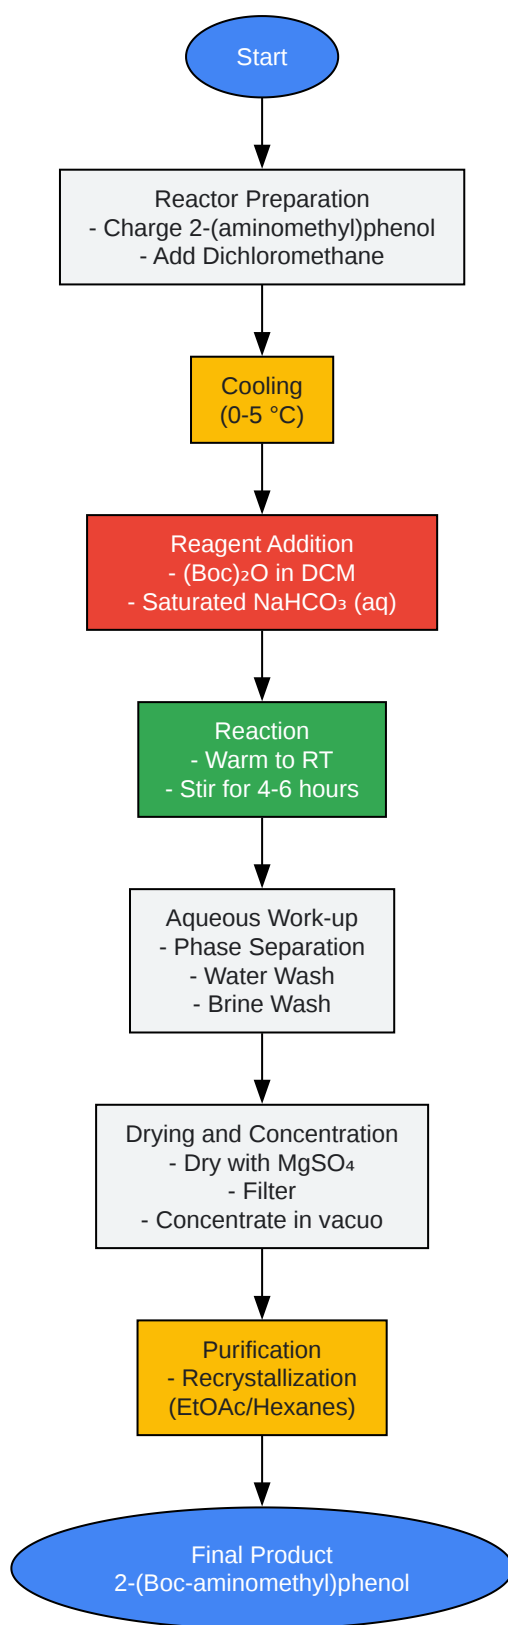 Start
Reactor Preparation
- Charge 2-(aminomethyl)phenol
- Add Dichloromethane
Cooling
(0-5 °C)
Reagent Addition
- (Boc)₂O in DCM
- Saturated NaHCO₃ (aq)
Reaction
- Warm to RT
- Stir for 4-6 hours
Aqueous Work-up
- Phase Separation
- Water Wash
- Brine Wash
Drying and Concentration
- Dry with MgSO₄
- Filter
- Concentrate in vacuo
Purification
- Recrystallization
(EtOAc/Hexanes)
Final Product
2-(Boc-aminomethyl)phenol